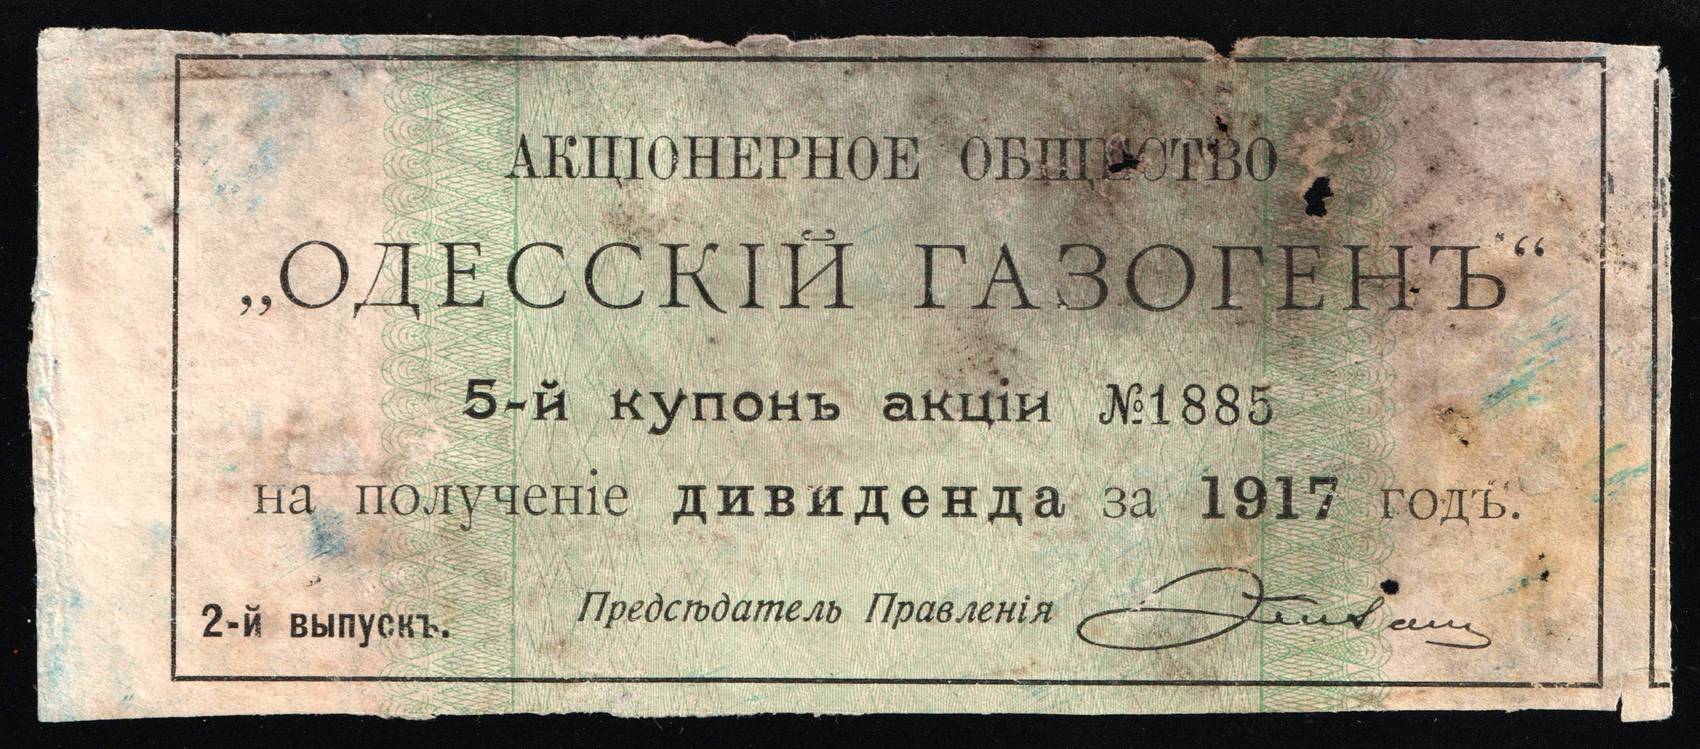 АКЦІОНЕРНОЕ ОБЩЕСТВО
„ОДЕССКІЙ ГАЗОГЕНЪ“
5-й купонъ акціи №1885
на полученіе дивиденда за 1917 годъ.
Предсѣдатель Правленія
2-й выпускъ.